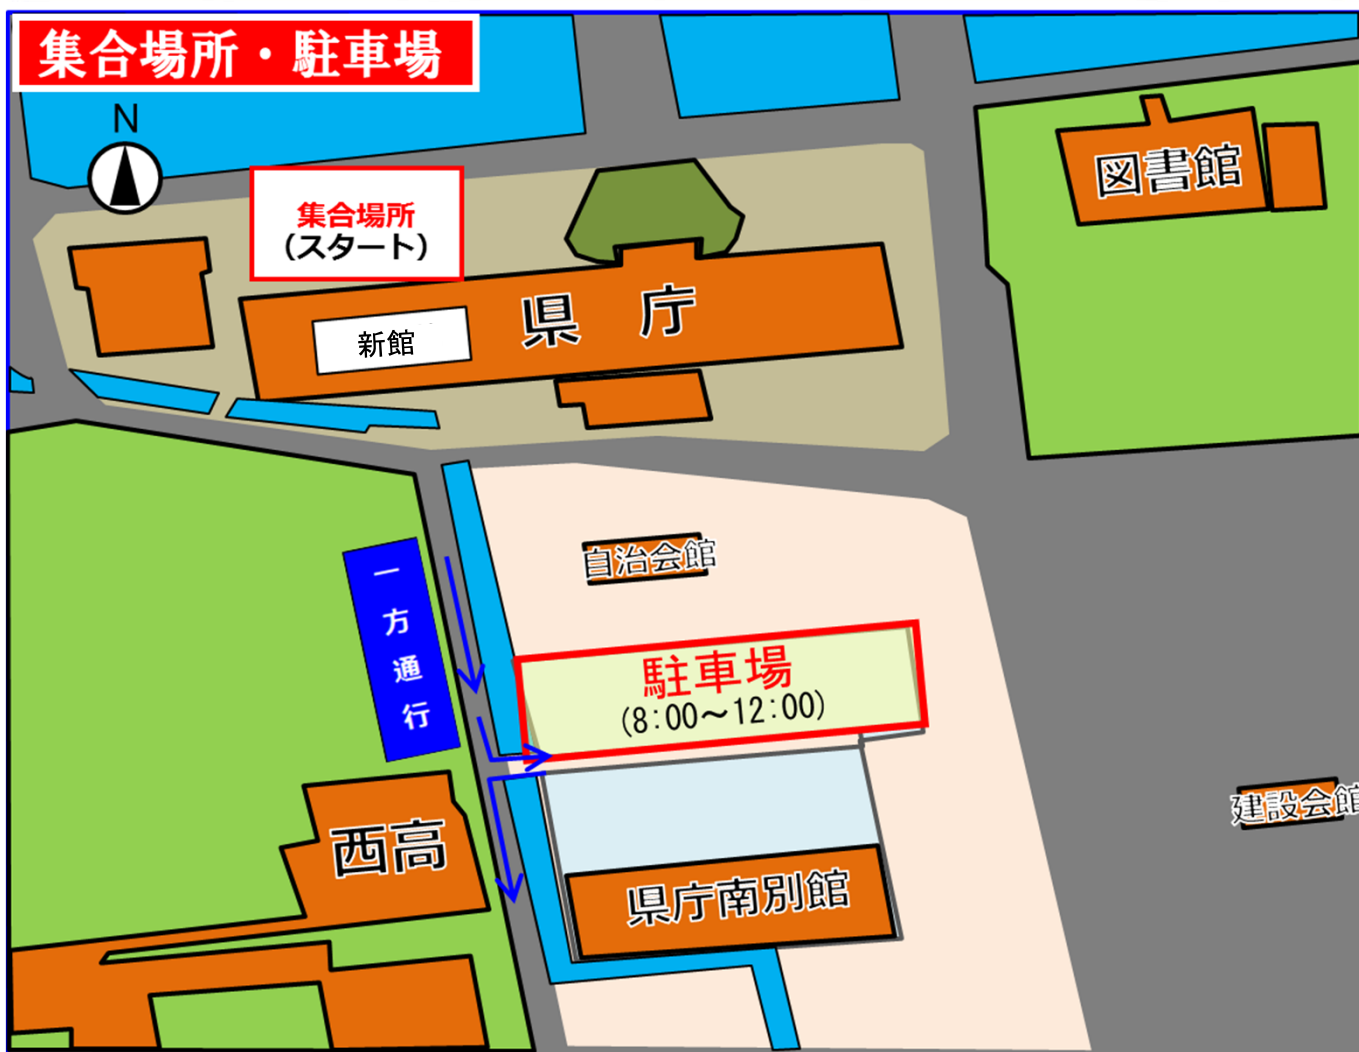 集合場所・駐車場
N
図書館
集合場所
(スタート)
県 庁
新館
自治会館
一方通行
駐車場
(8:00～12:00)
建設会館
西高
県庁南別館